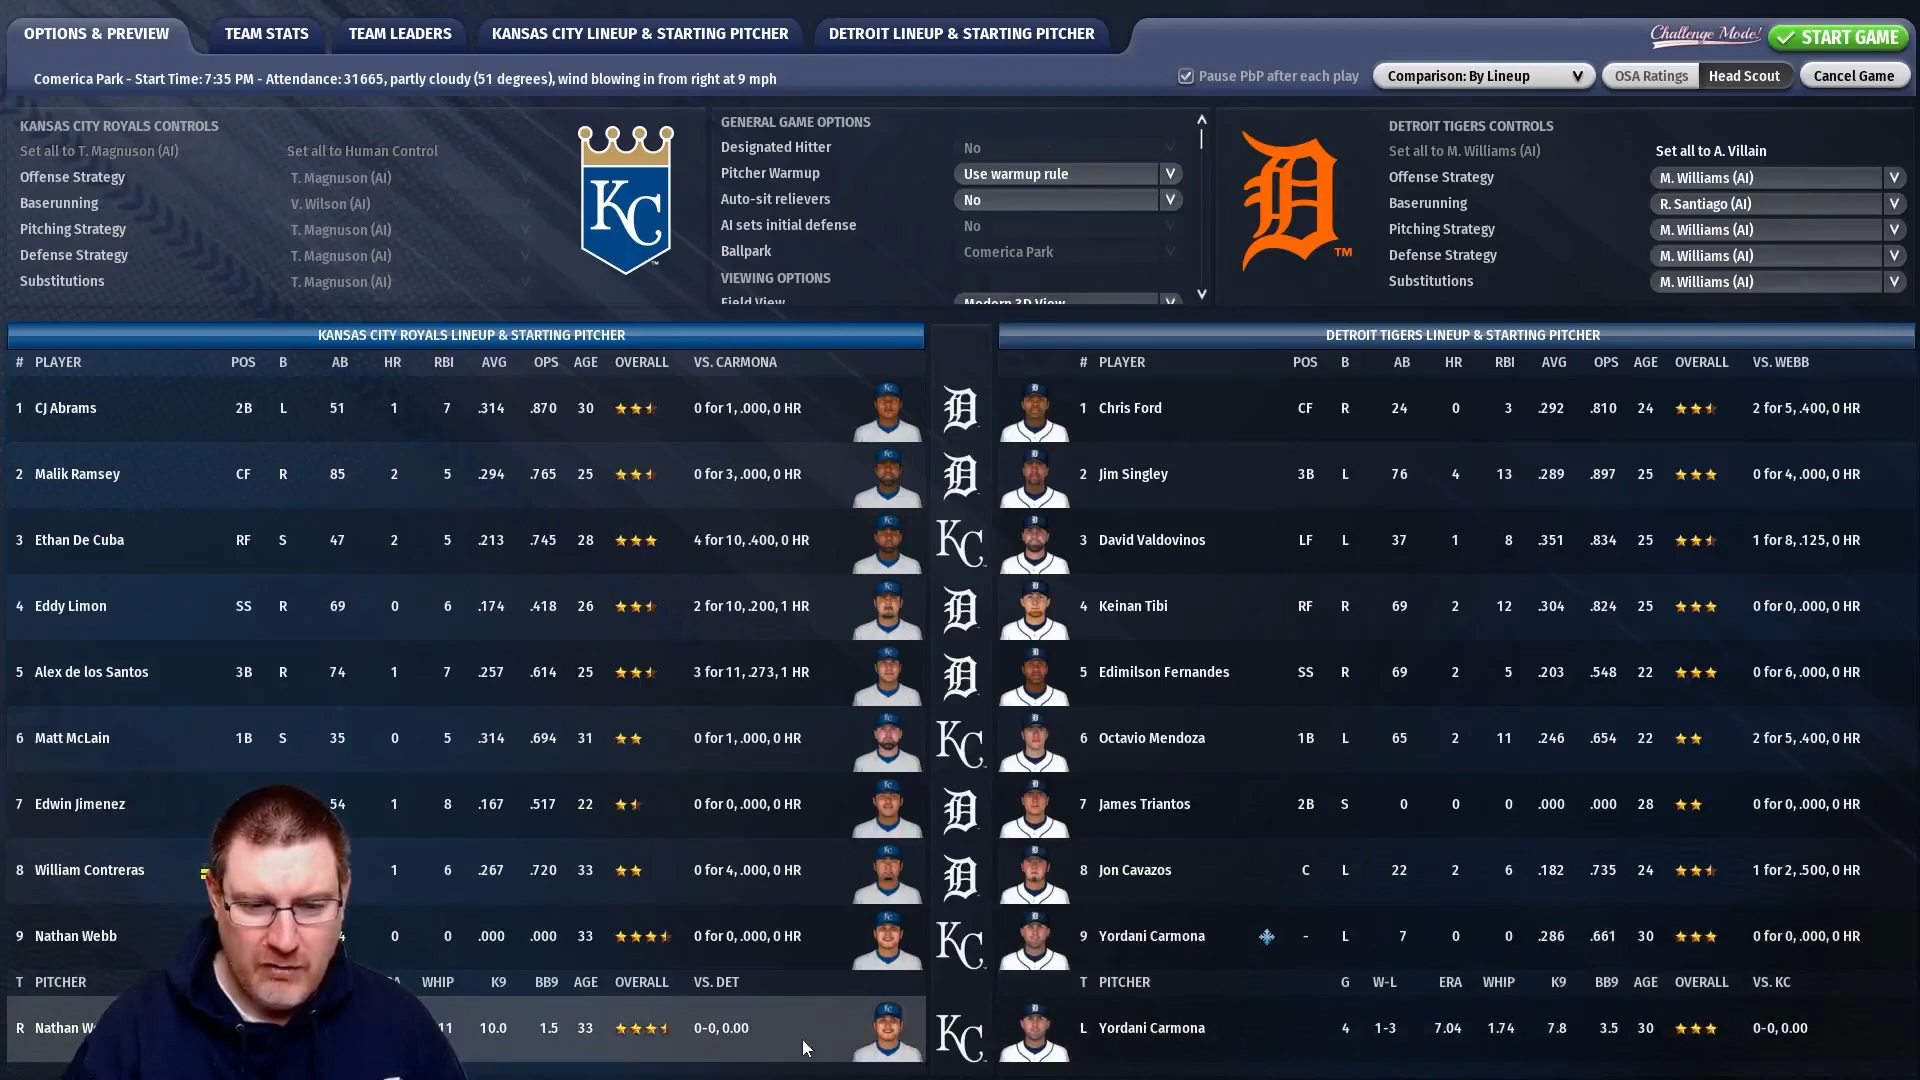 OPTIONS & PREVIEW TEAM STATS TEAM LEADERS KANSAS CITY LINEUP & STARTING PITCHER DETROIT LINEUP & STARTING PITCHER Challenge Mode! START GAME
Comerica Park - Start Time: 7:35 PM - Attendance: 31665, partly cloudy (51 degrees), wind blowing in from right at 9 mph Pause PbP after each play Comparison: By Lineup OSA Ratings Head Scout Cancel Game
KANSAS CITY ROYALS CONTROLS
Set all to T. Magnuson (AI) Set all to Human Control
Offense Strategy T. Magnuson (AI)
Baserunning V. Wilson (AI)
Pitching Strategy T. Magnuson (AI)
Defense Strategy T. Magnuson (AI)
Substitutions T. Magnuson (AI)
KC
GENERAL GAME OPTIONS
Designated Hitter No
Pitcher Warmup Use warmup rule
Auto-sit relievers No
AI sets initial defense No
Ballpark Comerica Park
VIEWING OPTIONS
Field View Modern 3D View
D TM
DETROIT TIGERS CONTROLS
Set all to M. Williams (AI) Set all to A. Villain
Offense Strategy M. Williams (AI)
Baserunning R. Santiago (AI)
Pitching Strategy M. Williams (AI)
Defense Strategy M. Williams (AI)
Substitutions M. Williams (AI)
KANSAS CITY ROYALS LINEUP & STARTING PITCHER
# PLAYER POS B AB HR RBI AVG OPS AGE OVERALL VS. CARMONA
1 CJ Abrams 2B L 51 1 7 .314 .870 30 0 for 1, .000, 0 HR
2 Malik Ramsey CF R 85 2 5 .294 .765 25 0 for 3, .000, 0 HR
3 Ethan De Cuba RF S 47 2 5 .213 .745 28 4 for 10, .400, 0 HR
4 Eddy Limon SS R 69 0 6 .174 .418 26 2 for 10, .200, 1 HR
5 Alex de los Santos 3B R 74 1 7 .257 .614 25 3 for 11, .273, 1 HR
6 Matt McLain 1B S 35 0 5 .314 .694 31 0 for 1, .000, 0 HR
7 Edwin Jimenez 54 1 8 .167 .517 22 0 for 0, .000, 0 HR
8 William Contreras 1 6 .267 .720 33 0 for 4, .000, 0 HR
9 Nathan Webb 4 0 0 .000 .000 33 0 for 0, .000, 0 HR
T PITCHER WHIP K9 BB9 AGE OVERALL VS. DET
R Nathan 11 10.0 1.5 33 0-0, 0.00
D
D
KC
D
D
KC
D
D
KC
KC
DETROIT TIGERS LINEUP & STARTING PITCHER
# PLAYER POS B AB HR RBI AVG OPS AGE OVERALL VS. WEBB
1 Chris Ford CF R 24 0 3 .292 .810 24 2 for 5, .400, 0 HR
2 Jim Singley 3B L 76 4 13 .289 .897 25 0 for 4, .000, 0 HR
3 David Valdovinos LF L 37 1 8 .351 .834 25 1 for 8, .125, 0 HR
4 Keinan Tibi RF R 69 2 12 .304 .824 25 0 for 0, .000, 0 HR
5 Edimilson Fernandes SS R 69 2 5 .203 .548 22 0 for 6, .000, 0 HR
6 Octavio Mendoza 1B L 65 2 11 .246 .654 22 2 for 5, .400, 0 HR
7 James Triantos 2B S 0 0 0 .000 .000 28 0 for 0, .000, 0 HR
8 Jon Cavazos C L 22 2 6 .182 .735 24 1 for 2, .500, 0 HR
9 Yordani Carmona - L 7 0 0 .286 .661 30 0 for 0, .000, 0 HR
T PITCHER G W-L ERA WHIP K9 BB9 AGE OVERALL VS. KC
L Yordani Carmona 4 1-3 7.04 1.74 7.8 3.5 30 0-0, 0.00